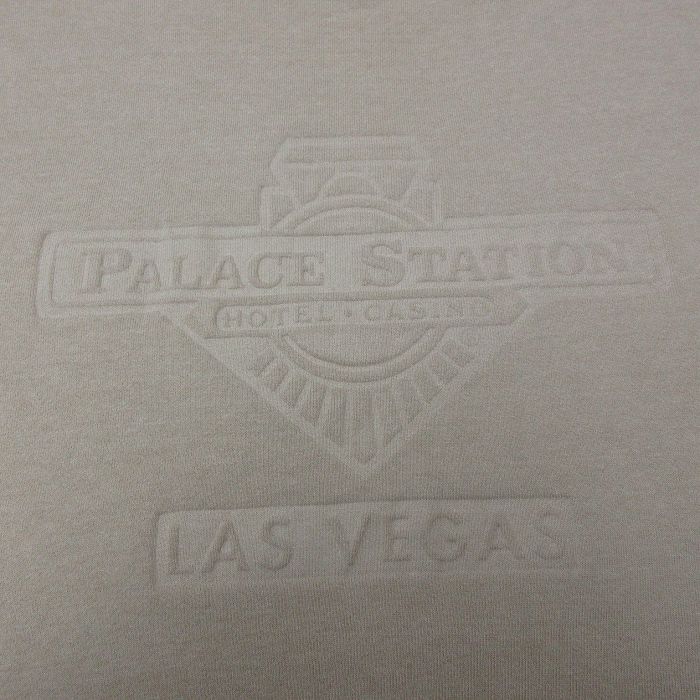 PALACE STATION
HOTEL · CASINO
LAS VEGAS